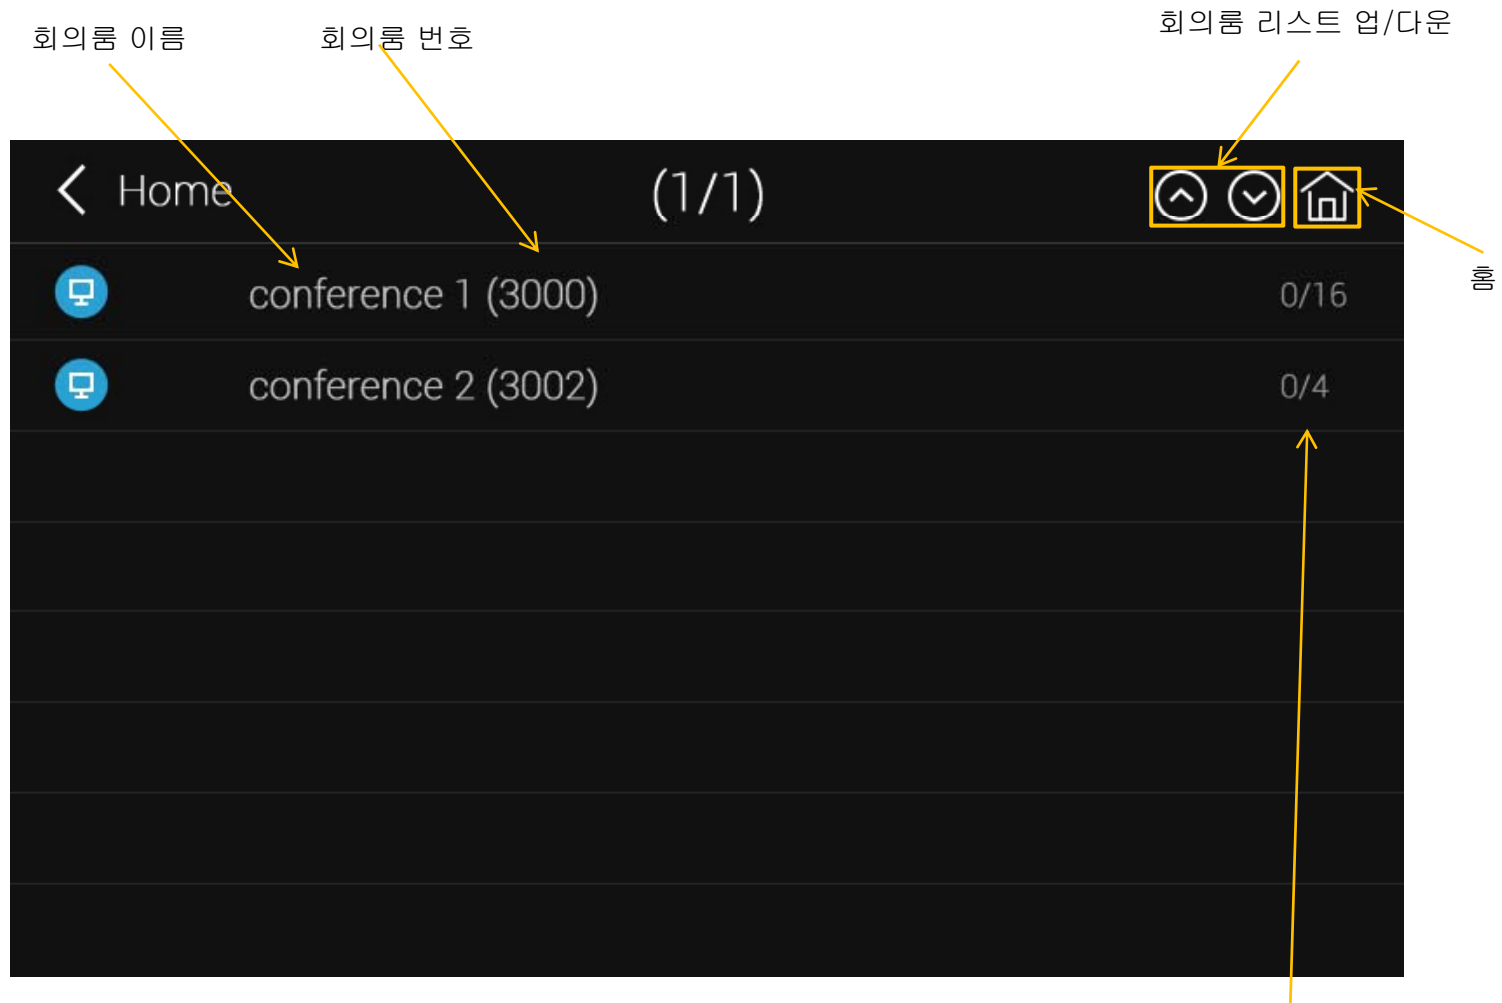 회의룸 이름
회의룸 번호
회의룸 리스트 업/다운
Home
(1/1)
홈
conference 1 (3000)
0/16
conference 2 (3002)
0/4